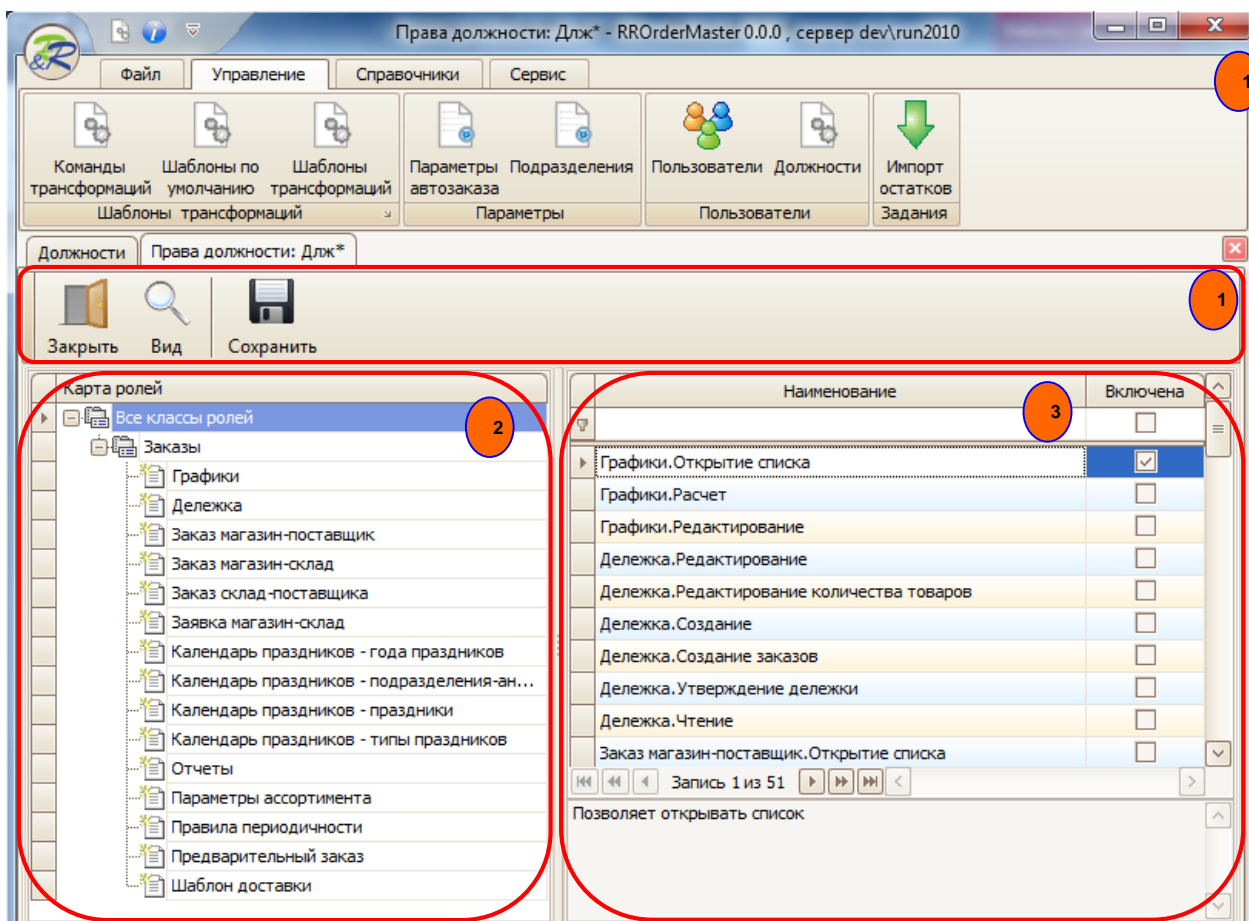 Права должности: Длж* - RROrderMaster 0.0.0 , сервер dev\run2010
R
&R
Файл Управление Справочники Сервис
1
Команды трансформаций
Шаблоны по умолчанию
Шаблоны трансформаций
Параметры автозаказа
Подразделения
Пользователи
Должности
Импорт остатков
Шаблоны трансформаций
Параметры
Пользователи
Задания
Должности
Права должности: Длж*
Закрыть
Вид
Сохранить
1
Карта ролей
2
Все классы ролей
Заказы
Графики
Дележка
Заказ магазин-поставщик
Заказ магазин-склад
Заказ склад-поставщика
Заявка магазин-склад
Календарь праздников - года праздников
Календарь праздников - подразделения-ан...
Календарь праздников - праздники
Календарь праздников - типы праздников
Отчеты
Параметры ассортимента
Правила периодичности
Предварительный заказ
Шаблон доставки
Наименование
Включена
3
Графики.Открытие списка
Графики.Расчет
Графики.Редактирование
Дележка.Редактирование
Дележка.Редактирование количества товаров
Дележка.Создание
Дележка.Создание заказов
Дележка.Утверждение дележки
Дележка.Чтение
Заказ магазин-поставщик.Открытие списка
Запись 1 из 51
Позволяет открывать список